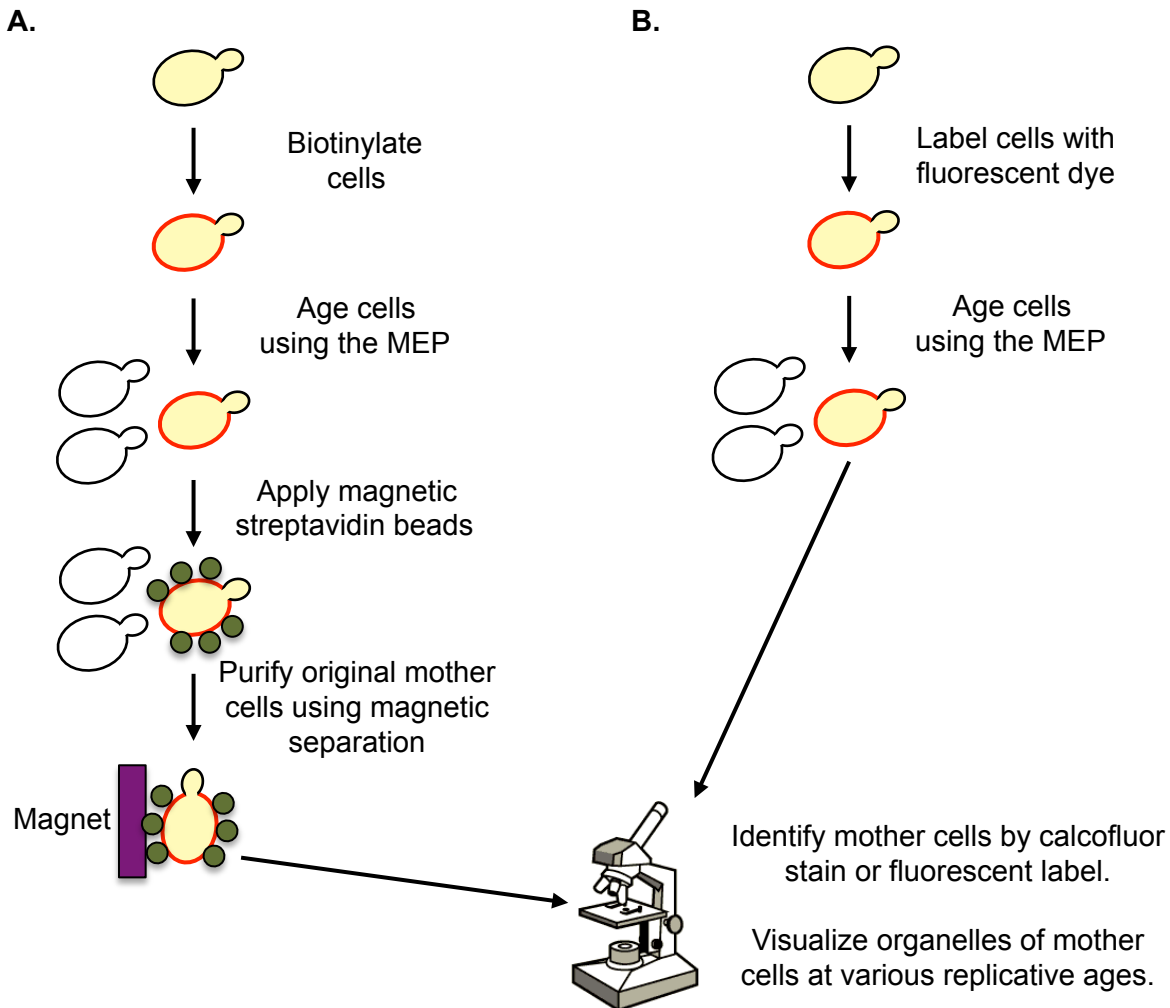 A.
Biotinylate
cells
Age cells
using the MEP
Apply magnetic
streptavidin beads
Purify original mother
cells using magnetic
separation
Magnet
B.
Label cells with
fluorescent dye
Age cells
using the MEP
Identify mother cells by calcofluor
stain or fluorescent label.
Visualize organelles of mother
cells at various replicative ages.